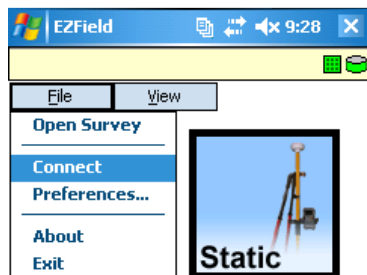 EZField 9:28
File View
Open Survey
Connect
Preferences...
About
Exit
Static